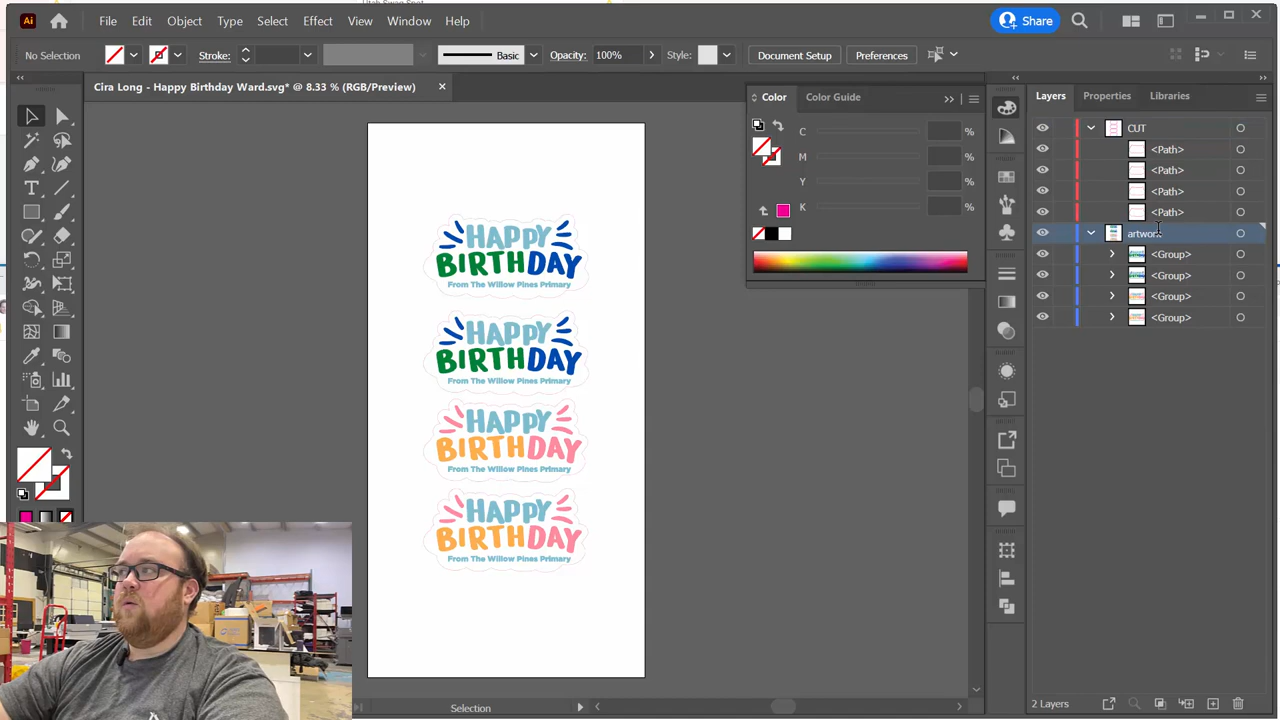 Utah Swag Spot
Ai File Edit Object Type Select Effect View Window Help Share
No Selection Stroke: Basic Opacity: 100% Style: Document Setup Preferences
Cira Long - Happy Birthday Ward.svg* @ 8.33 % (RGB/Preview)
Color Color Guide
C %
M %
Y %
K %
Layers Properties Libraries
CUT
<Path>
<Path>
<Path>
<Path>
artwork
<Group>
<Group>
<Group>
<Group>
HAPPY
BIRTHDAY
From The Willow Pines Primary
HAPPY
BIRTHDAY
From The Willow Pines Primary
HAPPY
BIRTHDAY
From The Willow Pines Primary
HAPPY
BIRTHDAY
From The Willow Pines Primary
Selection
2 Layers